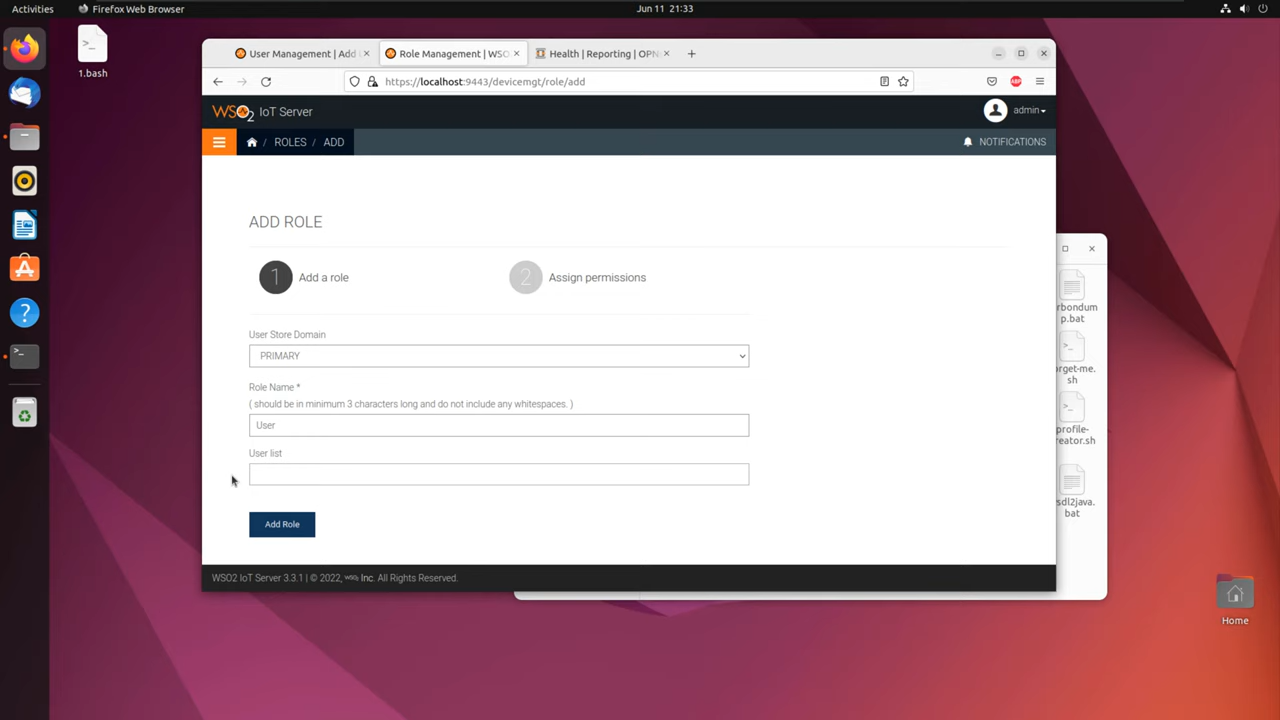 Activities
Firefox Web Browser
Jun 11 21:33
1.bash
User Management | Add
Role Management | WSO
Health | Reporting | OPN
https://localhost:9443/devicemgt/role/add
ABP
WSO2 IoT Server
admin
/ ROLES / ADD
NOTIFICATIONS
ADD ROLE
1 Add a role
2 Assign permissions
User Store Domain
PRIMARY
Role Name *
( should be in minimum 3 characters long and do not include any whitespaces. )
User
User list
Add Role
WSO2 IoT Server 3.3.1 | © 2022, WSO2 Inc. All Rights Reserved.
rbondum
p.bat
orget-me.
sh
profile-
reator.sh
sdl2java.
bat
Home